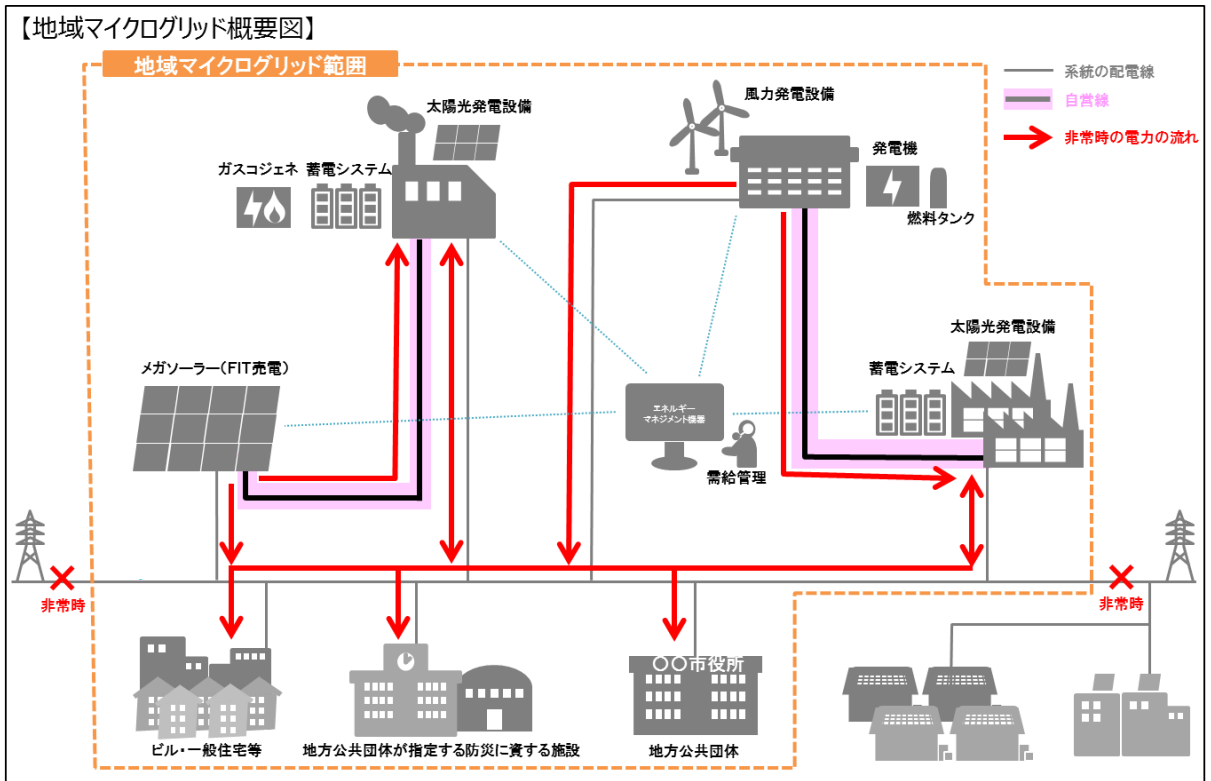 【地域マイクログリッド概要図】
地域マイクログリッド範囲
系統の配電線
自営線
非常時の電力の流れ
太陽光発電設備
ガスコジェネ
蓄電システム
風力発電設備
発電機
燃料タンク
太陽光発電設備
蓄電システム
メガソーラー(FIT売電)
エネルギー
マネジメント機器
需給管理
非常時
非常時
〇〇市役所
ビル・一般住宅等
地方公共団体が指定する防災に資する施設
地方公共団体